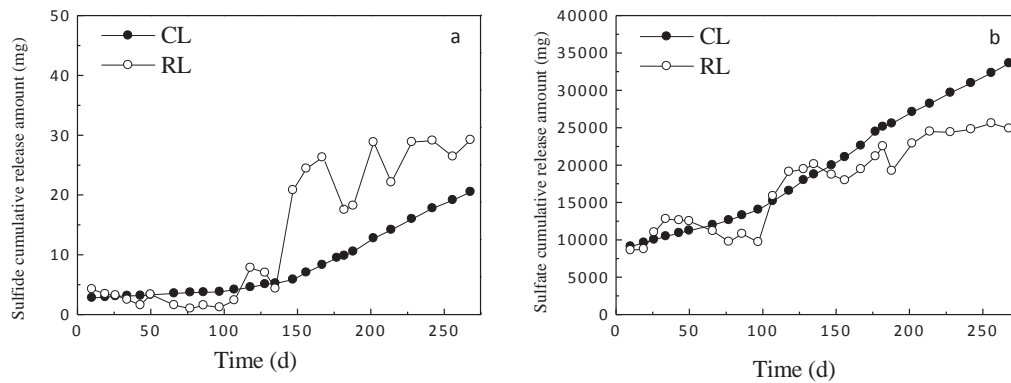 50
40
30
20
10
0
Sulfide cumulative release amount (mg)
CL
RL
a
0 50 100 150 200 250
Time (d)
40000
35000
30000
25000
20000
15000
10000
5000
0
Sulfate cumulative release amount (mg)
CL
RL
b
0 50 100 150 200 250
Time (d)